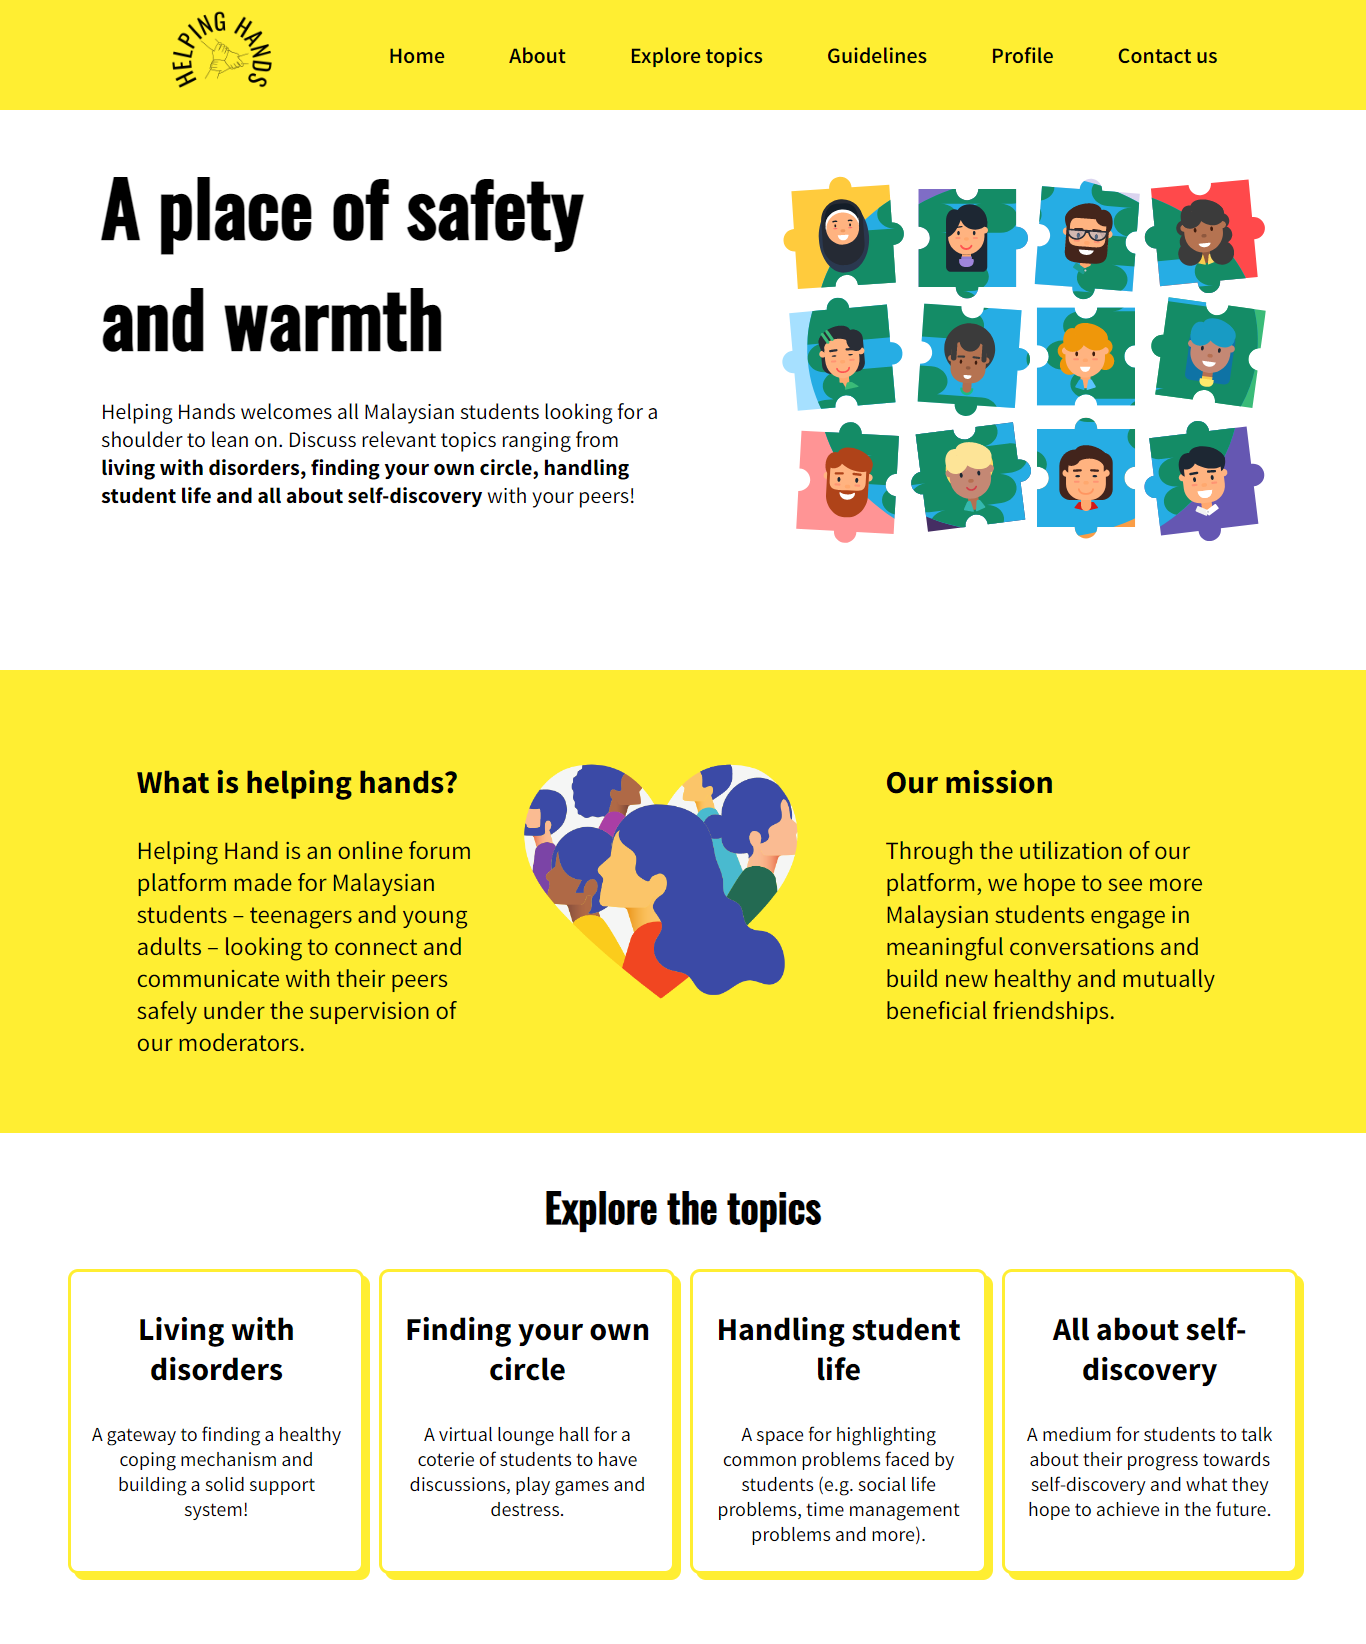 HELPING HANDS
Home About Explore topics Guidelines Profile Contact us
A place of safety
and warmth
Helping Hands welcomes all Malaysian students looking for a
shoulder to lean on. Discuss relevant topics ranging from
living with disorders, finding your own circle, handling
student life and all about self-discovery with your peers!
What is helping hands?
Helping Hand is an online forum
platform made for Malaysian
students – teenagers and young
adults – looking to connect and
communicate with their peers
safely under the supervision of
our moderators.
Our mission
Through the utilization of our
platform, we hope to see more
Malaysian students engage in
meaningful conversations and
build new healthy and mutually
beneficial friendships.
Explore the topics
Living with
disorders
A gateway to finding a healthy
coping mechanism and
building a solid support
system!
Finding your own
circle
A virtual lounge hall for a
coterie of students to have
discussions, play games and
destress.
Handling student
life
A space for highlighting
common problems faced by
students (e.g. social life
problems, time management
problems and more).
All about self-
discovery
A medium for students to talk
about their progress towards
self-discovery and what they
hope to achieve in the future.